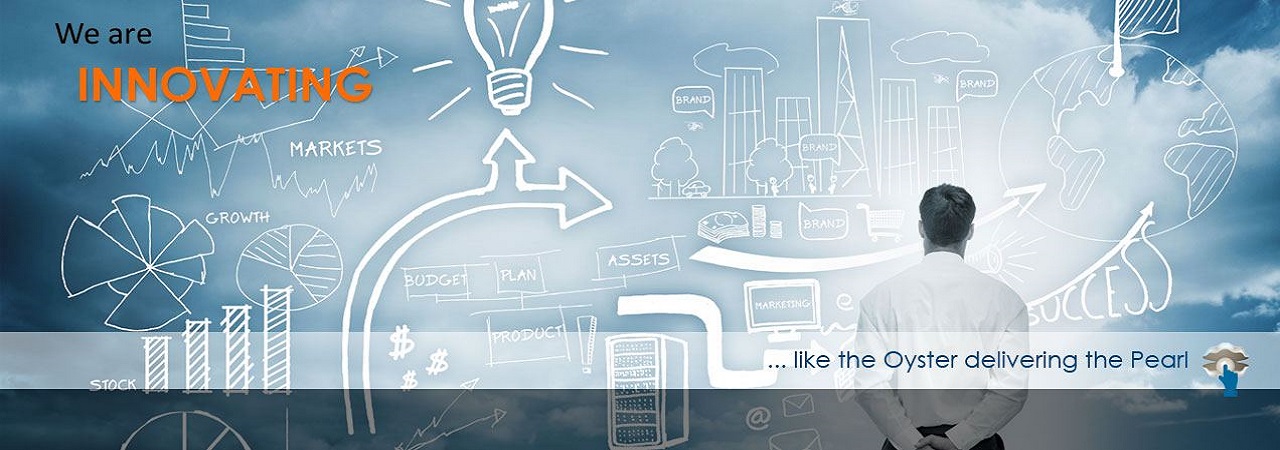 We are
INNOVATING
MARKETS
GROWTH
STOCK
BUDGET
PLAN
ASSETS
PRODUCT
!
$
$
$
BRAND
BRAND
BRAND
BRAND
MARKETING
@
@
SUCCESS
... like the Oyster delivering the Pearl